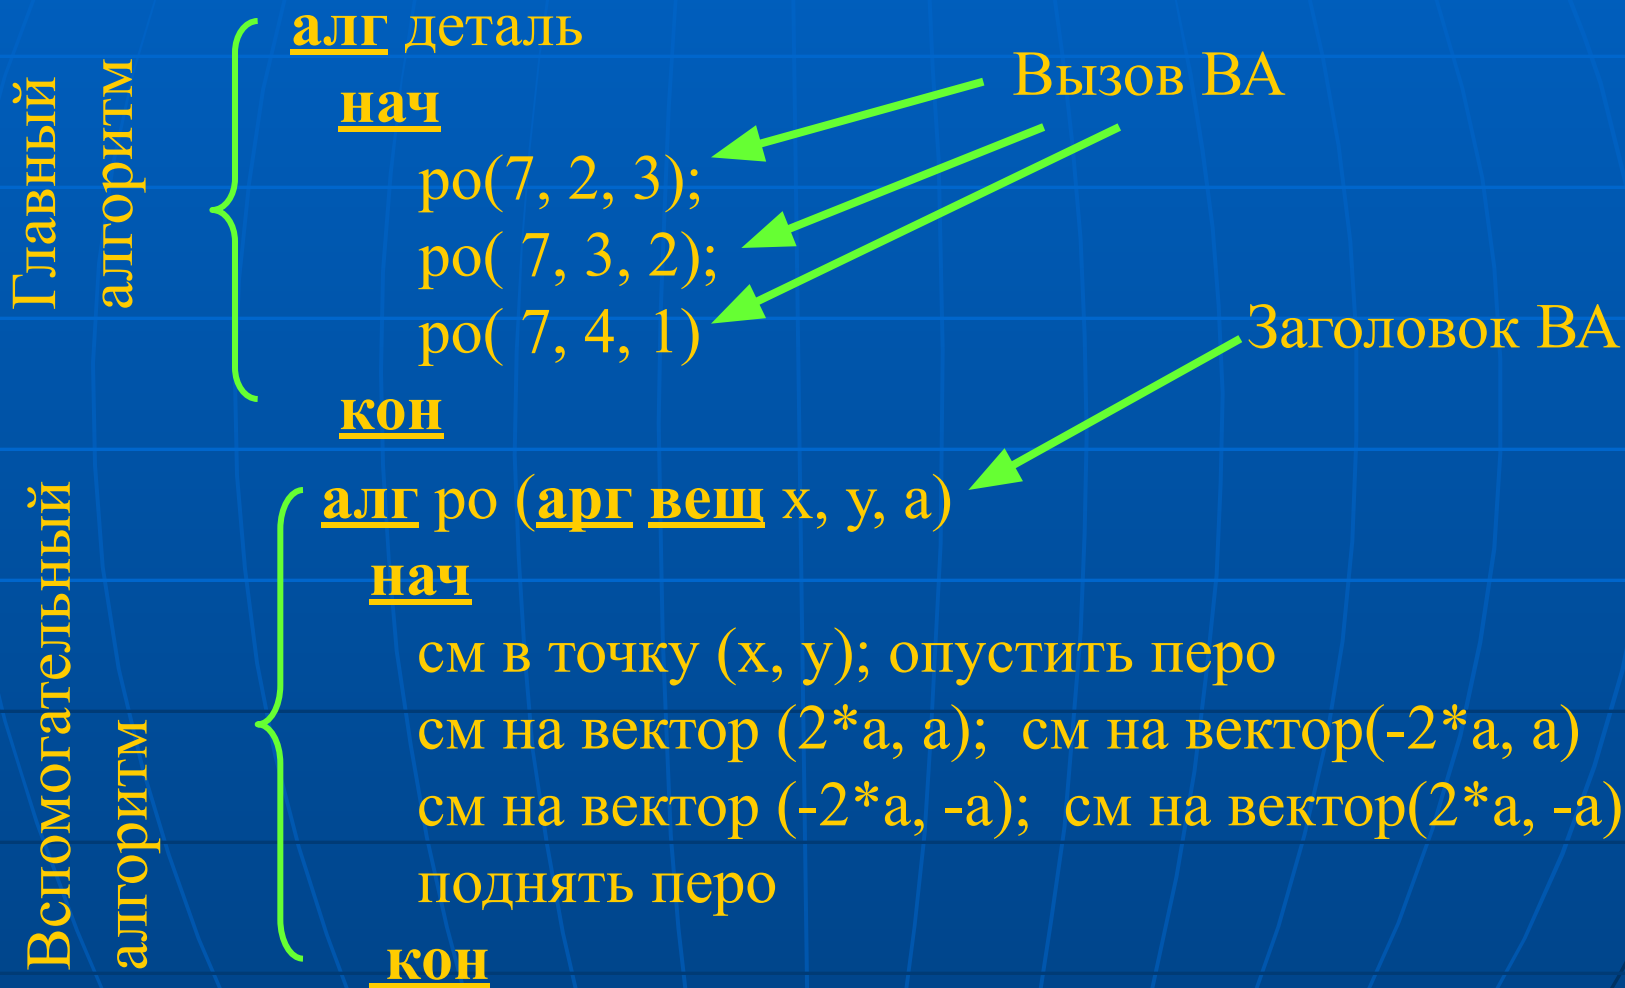 Главный
алгоритм
алг деталь
нач
ро(7, 2, 3);
ро( 7, 3, 2);
ро( 7, 4, 1)
кон
Вызов ВА
Заголовок ВА
Вспомогательный
алгоритм
алг ро (арг вещ х, у, а)
нач
см в точку (х, у); опустить перо
см на вектор (2*а, а);  см на вектор(-2*а, а)
см на вектор (-2*а, -а);  см на вектор(2*а, -а)
поднять перо
кон